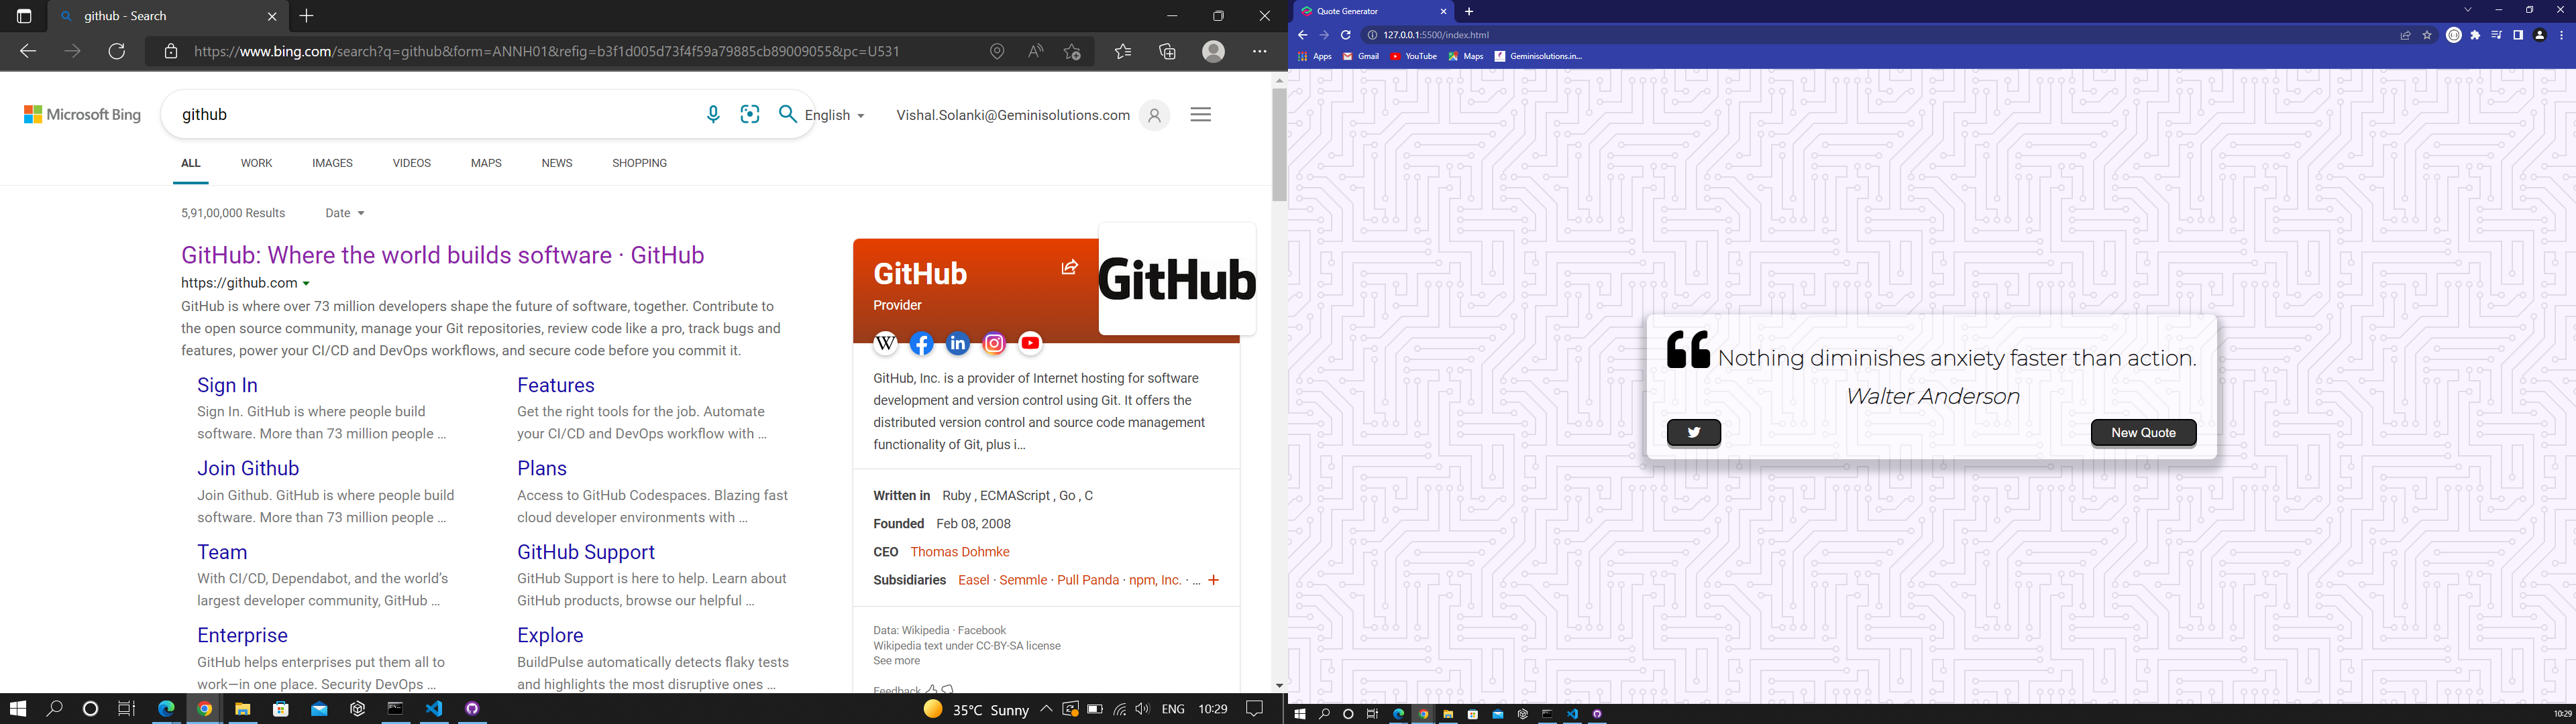 github - Search
https://www.bing.com/search?q=github&form=ANNH01&refig=b3f1d005d73f4f59a79885cb89009055&pc=U531
Microsoft Bing
github
English
Vishal.Solanki@Geminisolutions.com
ALL WORK IMAGES VIDEOS MAPS NEWS SHOPPING
5,91,00,000 Results Date
GitHub: Where the world builds software · GitHub
https://github.com
GitHub is where over 73 million developers shape the future of software, together. Contribute to
the open source community, manage your Git repositories, review code like a pro, track bugs and
features, power your CI/CD and DevOps workflows, and secure code before you commit it.
Sign In
Sign In. GitHub is where people build
software. More than 73 million people ...
Features
Get the right tools for the job. Automate
your CI/CD and DevOps workflow with ...
Join Github
Join Github. GitHub is where people build
software. More than 73 million people ...
Plans
Access to GitHub Codespaces. Blazing fast
cloud developer environments with ...
Team
With CI/CD, Dependabot, and the world's
largest developer community, GitHub ...
GitHub Support
GitHub Support is here to help. Learn about
GitHub products, browse our helpful ...
Enterprise
GitHub helps enterprises put them all to
work—in one place. Security DevOps ...
Explore
BuildPulse automatically detects flaky tests
and highlights the most disruptive ones ...
GitHub
Provider
GitHub
W f in
GitHub, Inc. is a provider of Internet hosting for software
development and version control using Git. It offers the
distributed version control and source code management
functionality of Git, plus i...
Written in Ruby , ECMAScript , Go , C
Founded Feb 08, 2008
CEO Thomas Dohmke
Subsidiaries Easel · Semmle · Pull Panda · npm, Inc. · ... +
Data: Wikipedia · Facebook
Wikipedia text under CC-BY-SA license
See more
Feedback
35°C Sunny ENG 10:29
Quote Generator
127.0.0.1:5500/index.html
Apps Gmail YouTube Maps Geminisolutions.in...
Nothing diminishes anxiety faster than action.
Walter Anderson
New Quote
10:29